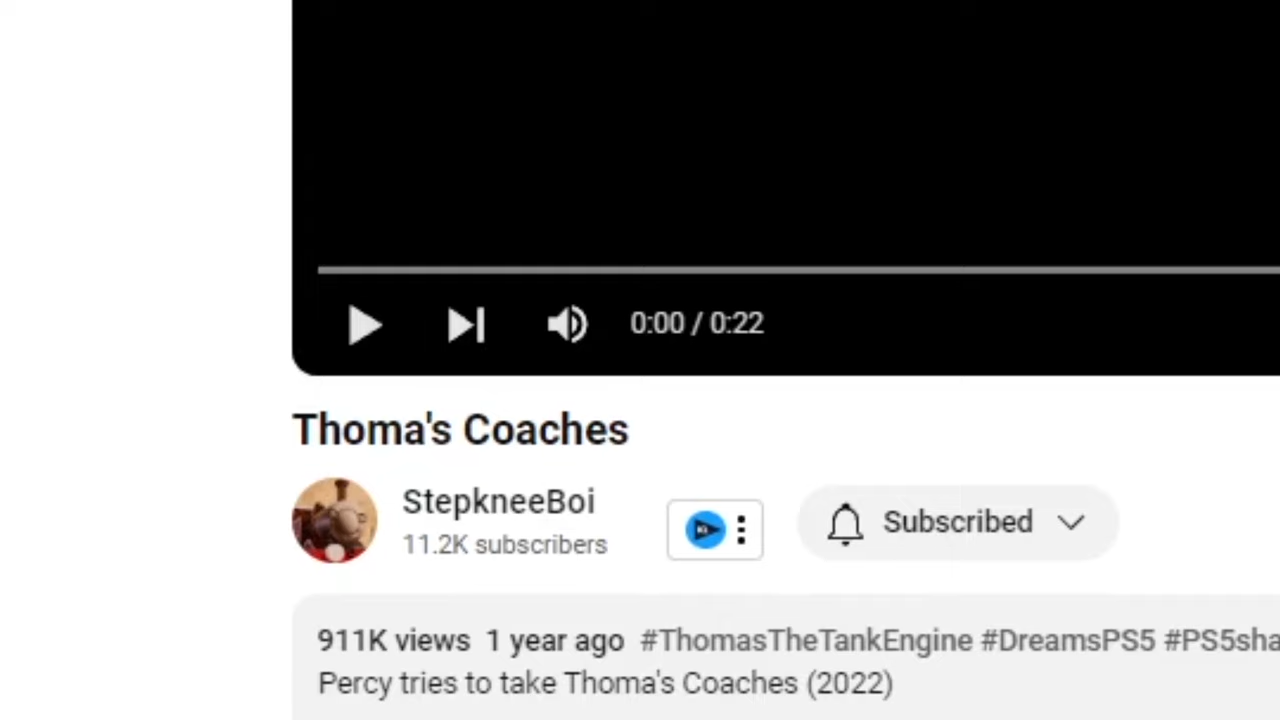 0:00 / 0:22
Thoma's Coaches
StepkneeBoi
11.2K subscribers
Subscribed
911K views 1 year ago #ThomasTheTankEngine #DreamsPS5 #PS5sha
Percy tries to take Thoma's Coaches (2022)